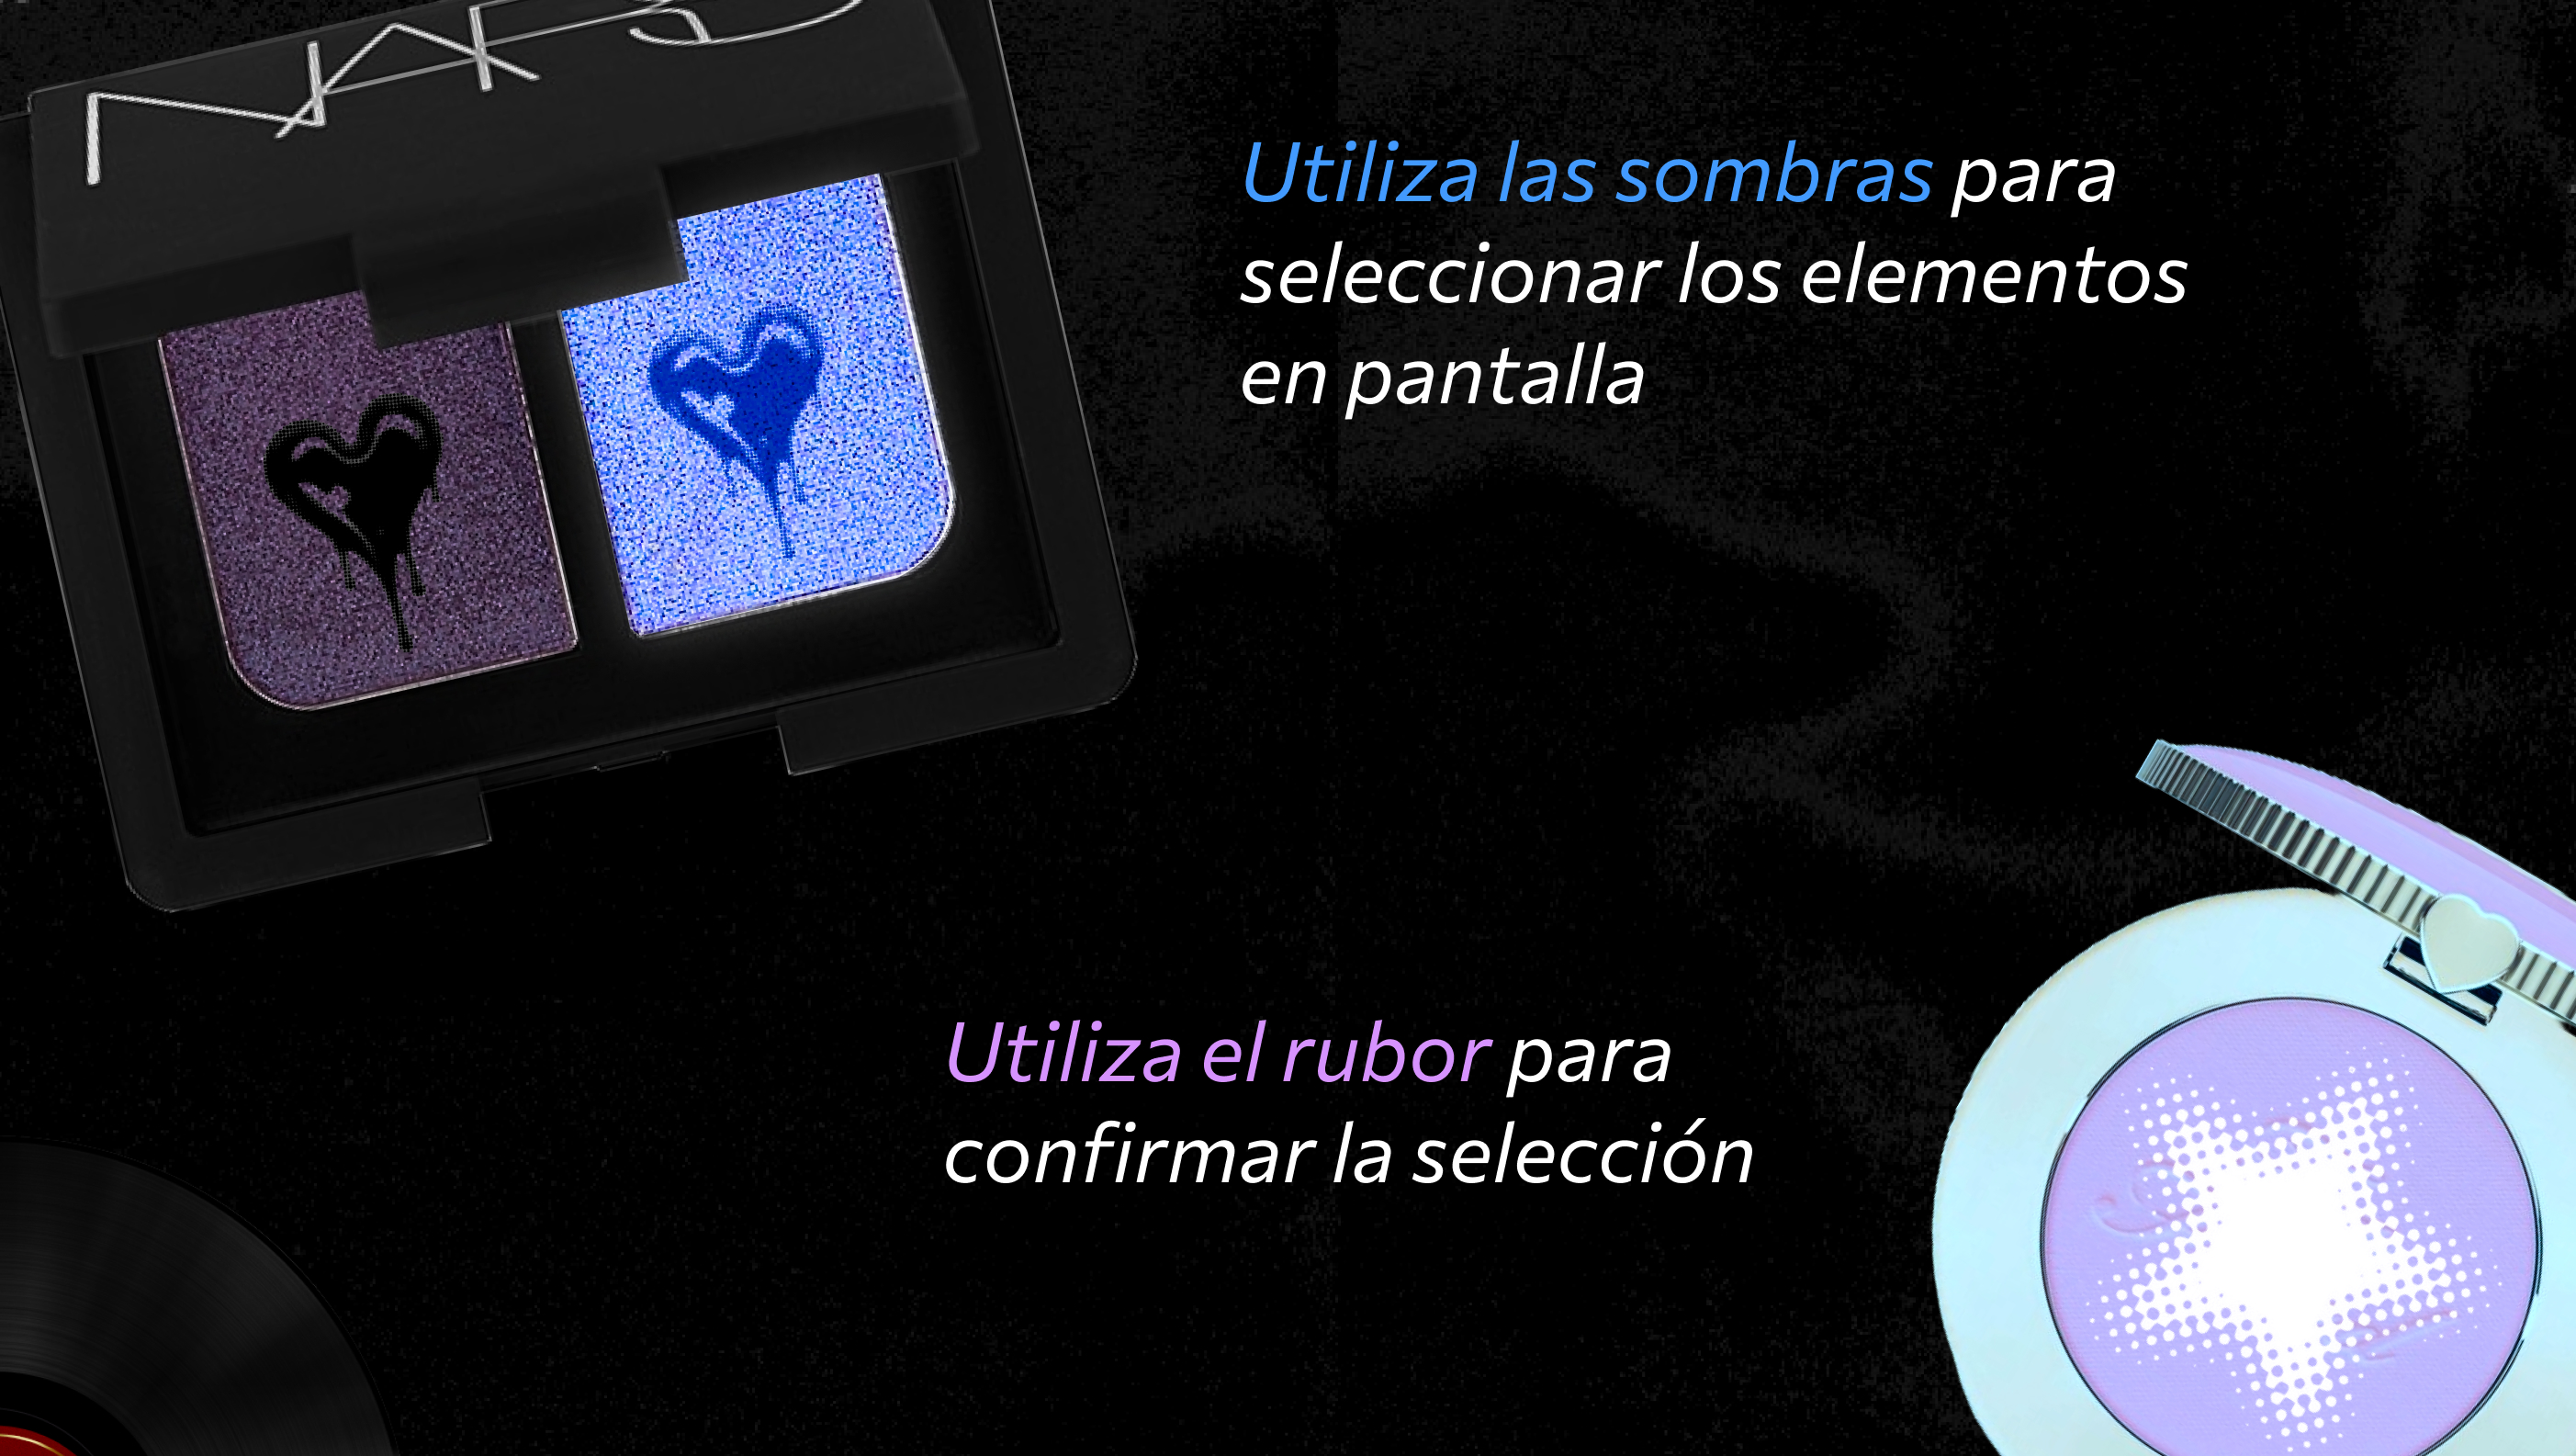 NARS
Utiliza las sombras para
seleccionar los elementos
en pantalla
Utiliza el rubor para
confirmar la selección